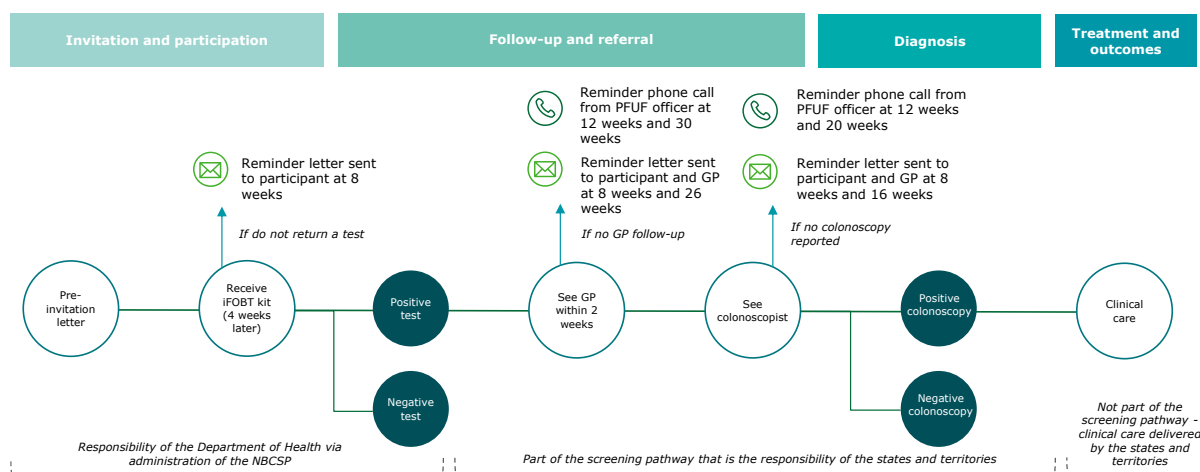 Invitation and participation
Follow-up and referral
Diagnosis
Treatment and
outcomes
Reminder letter sent
to participant at 8
weeks
Reminder phone call
from PFUF officer at
12 weeks and 30
weeks
Reminder letter sent
to participant and GP
at 8 weeks and 26
weeks
Reminder phone call from
PFUF officer at 12 weeks
and 20 weeks
Reminder letter sent to
participant and GP at 8
weeks and 16 weeks
If do not return a test
If no GP follow-up
If no colonoscopy
reported
Pre-
invitation
letter
Receive
iFOBT kit
(4 weeks
later)
Positive
test
See GP
within 2
weeks
See
colonoscopist
Positive
colonoscopy
Clinical
care
Negative
test
Negative
colonoscopy
Responsibility of the Department of Health via
administration of the NBCSP
Part of the screening pathway that is the responsibility of the states and territories
Not part of the
screening pathway -
clinical care delivered
by the states and
territories